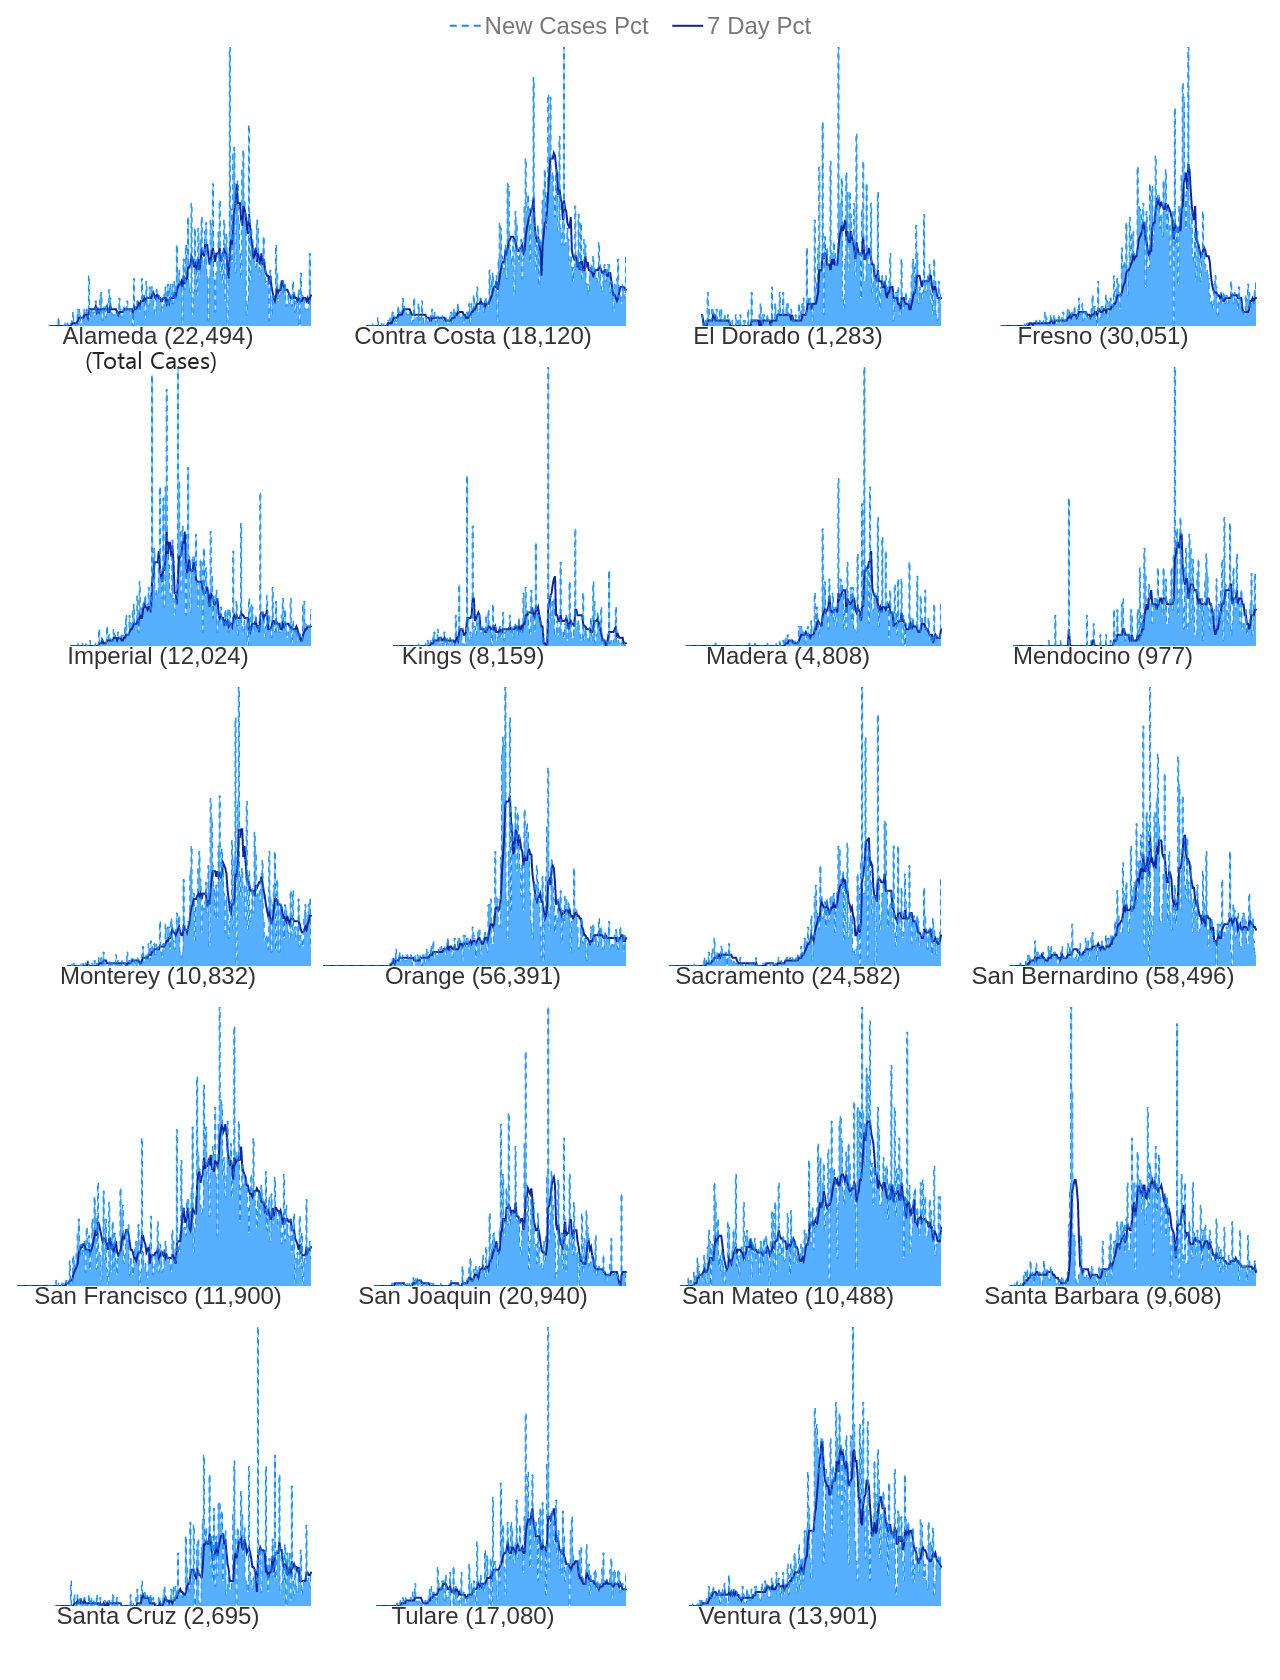 New Cases Pct 7 Day Pct
Alameda (22,494) Contra Costa (18,120) El Dorado (1,283) Fresno (30,051)
(Total Cases)
Imperial (12,024) Kings (8,159) Madera (4,808) Mendocino (977)
Monterey (10,832) Orange (56,391) Sacramento (24,582) San Bernardino (58,496)
San Francisco (11,900) San Joaquin (20,940) San Mateo (10,488) Santa Barbara (9,608)
Santa Cruz (2,695) Tulare (17,080) Ventura (13,901)